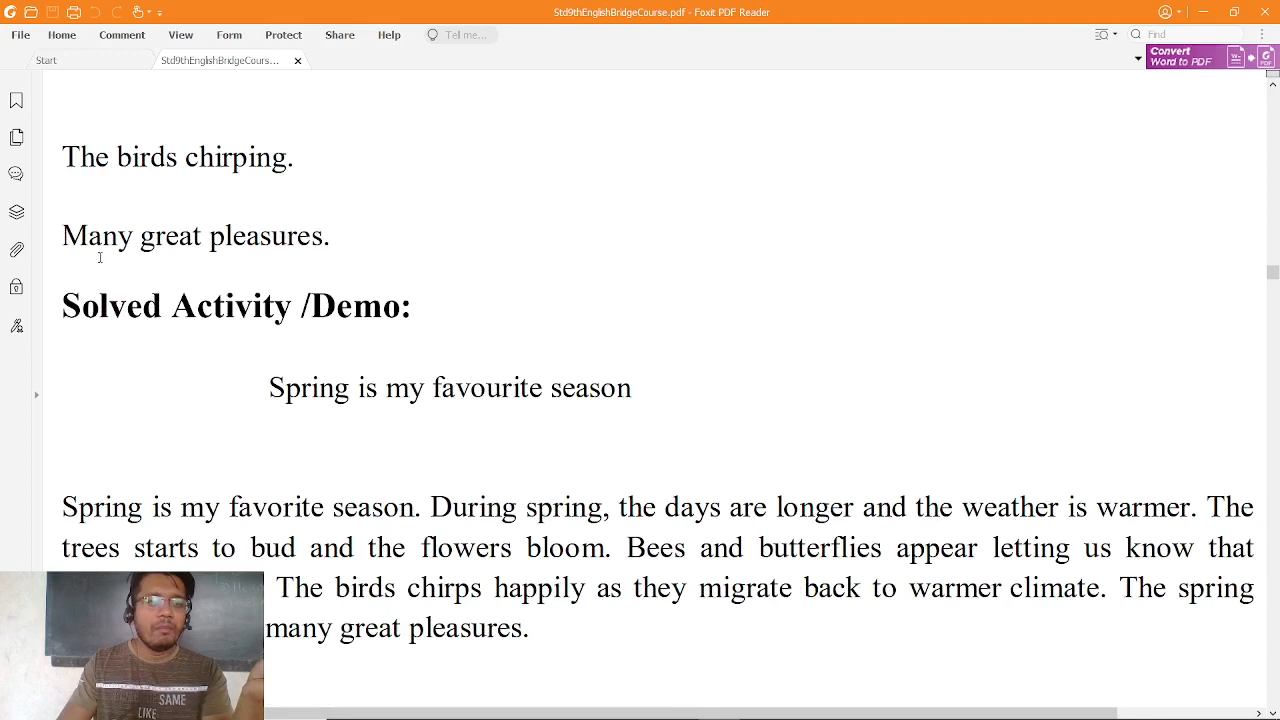 Std9thEnglishBridgeCourse.pdf - Foxit PDF Reader
File Home Comment View Form Protect Share Help Tell me... Find
Start Std9thEnglishBridgeCours...
Convert
Word to PDF
The birds chirping.
Many great pleasures.
Solved Activity /Demo:
Spring is my favourite season
Spring is my favorite season. During spring, the days are longer and the weather is warmer. The
trees starts to bud and the flowers bloom. Bees and butterflies appear letting us know that
The birds chirps happily as they migrate back to warmer climate. The spring
many great pleasures.
SAME
LIKE